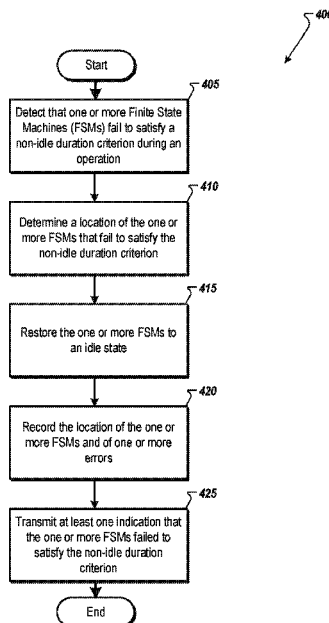 400
Start
405
Detect that one or more Finite State
Machines (FSMs) fail to satisfy a
non-idle duration criterion during an
operation
410
Determine a location of the one or
more FSMs that fail to satisfy the
non-idle duration criterion
415
Restore the one or more FSMs to
an idle state
420
Record the location of the one or
more FSMs and of one or more
errors
425
Transmit at least one indication that
the one or more FSMs failed to
satisfy the non-idle duration
criterion
End